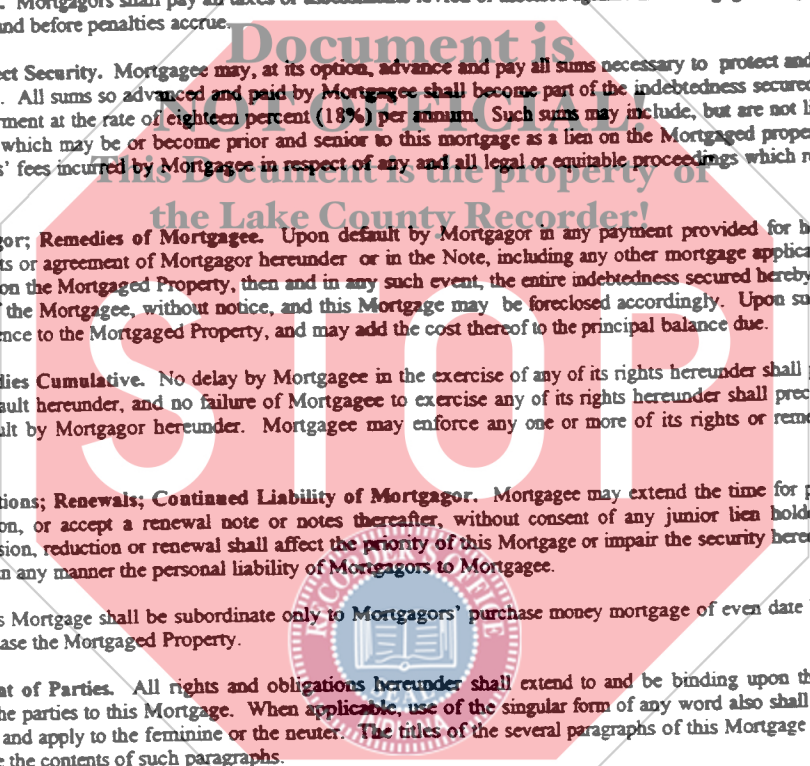 . Mortgagors shall pay all taxes or assessments levied or assessed against
and before penalties accrue.
Document is
ect Security. Mortgagee may, at its option, advance and pay all sums necessary to protect and
. All sums so advanced and paid by Mortgagee shall become part of the indebtedness secured
NOT OFFICIAL!
rment at the rate of eighteen percent (18%) per annum. Such sums may include, but are not li
which may be or become prior and senior to this mortgage as a lien on the Mortgaged prope
s' fees incurred by Mortgagee in respect of any and all legal or equitable proceedings which r
This Document is the property of
the Lake County Recorder!
gor; Remedies of Mortgagee. Upon default by Mortgagor in any payment provided for h
ts or agreement of Mortgagor hereunder or in the Note, including any other mortgage applica
on the Mortgaged Property, then and in any such event, the entire indebtedness secured hereby
f the Mortgagee, without notice, and this Mortgage may be foreclosed accordingly. Upon su
ence to the Mortgaged Property, and may add the cost thereof to the principal balance due.
STOP
dies Cumulative. No delay by Mortgagee in the exercise of any of its rights hereunder shall
ault hereunder, and no failure of Mortgagee to exercise any of its rights hereunder shall prec
ult by Mortgagor hereunder. Mortgagee may enforce any one or more of its rights or reme
tions; Renewals; Continued Liability of Mortgagor. Mortgagee may extend the time for p
on, or accept a renewal note or notes thereafter, without consent of any junior lien holde
sion, reduction or renewal shall affect the priority of this Mortgage or impair the security here
n any manner the personal liability of Mortgagors to Mortgagee.
s Mortgage shall be subordinate only to Mortgagors' purchase money mortgage of even date
ase the Mortgaged Property.
nt of Parties. All rights and obligations hereunder shall extend to and be binding upon th
he parties to this Mortgage. When applicable, use of the singular form of any word also shall
and apply to the feminine or the neuter. The titles of the several paragraphs of this Mortgage
e the contents of such paragraphs.
INDIANA